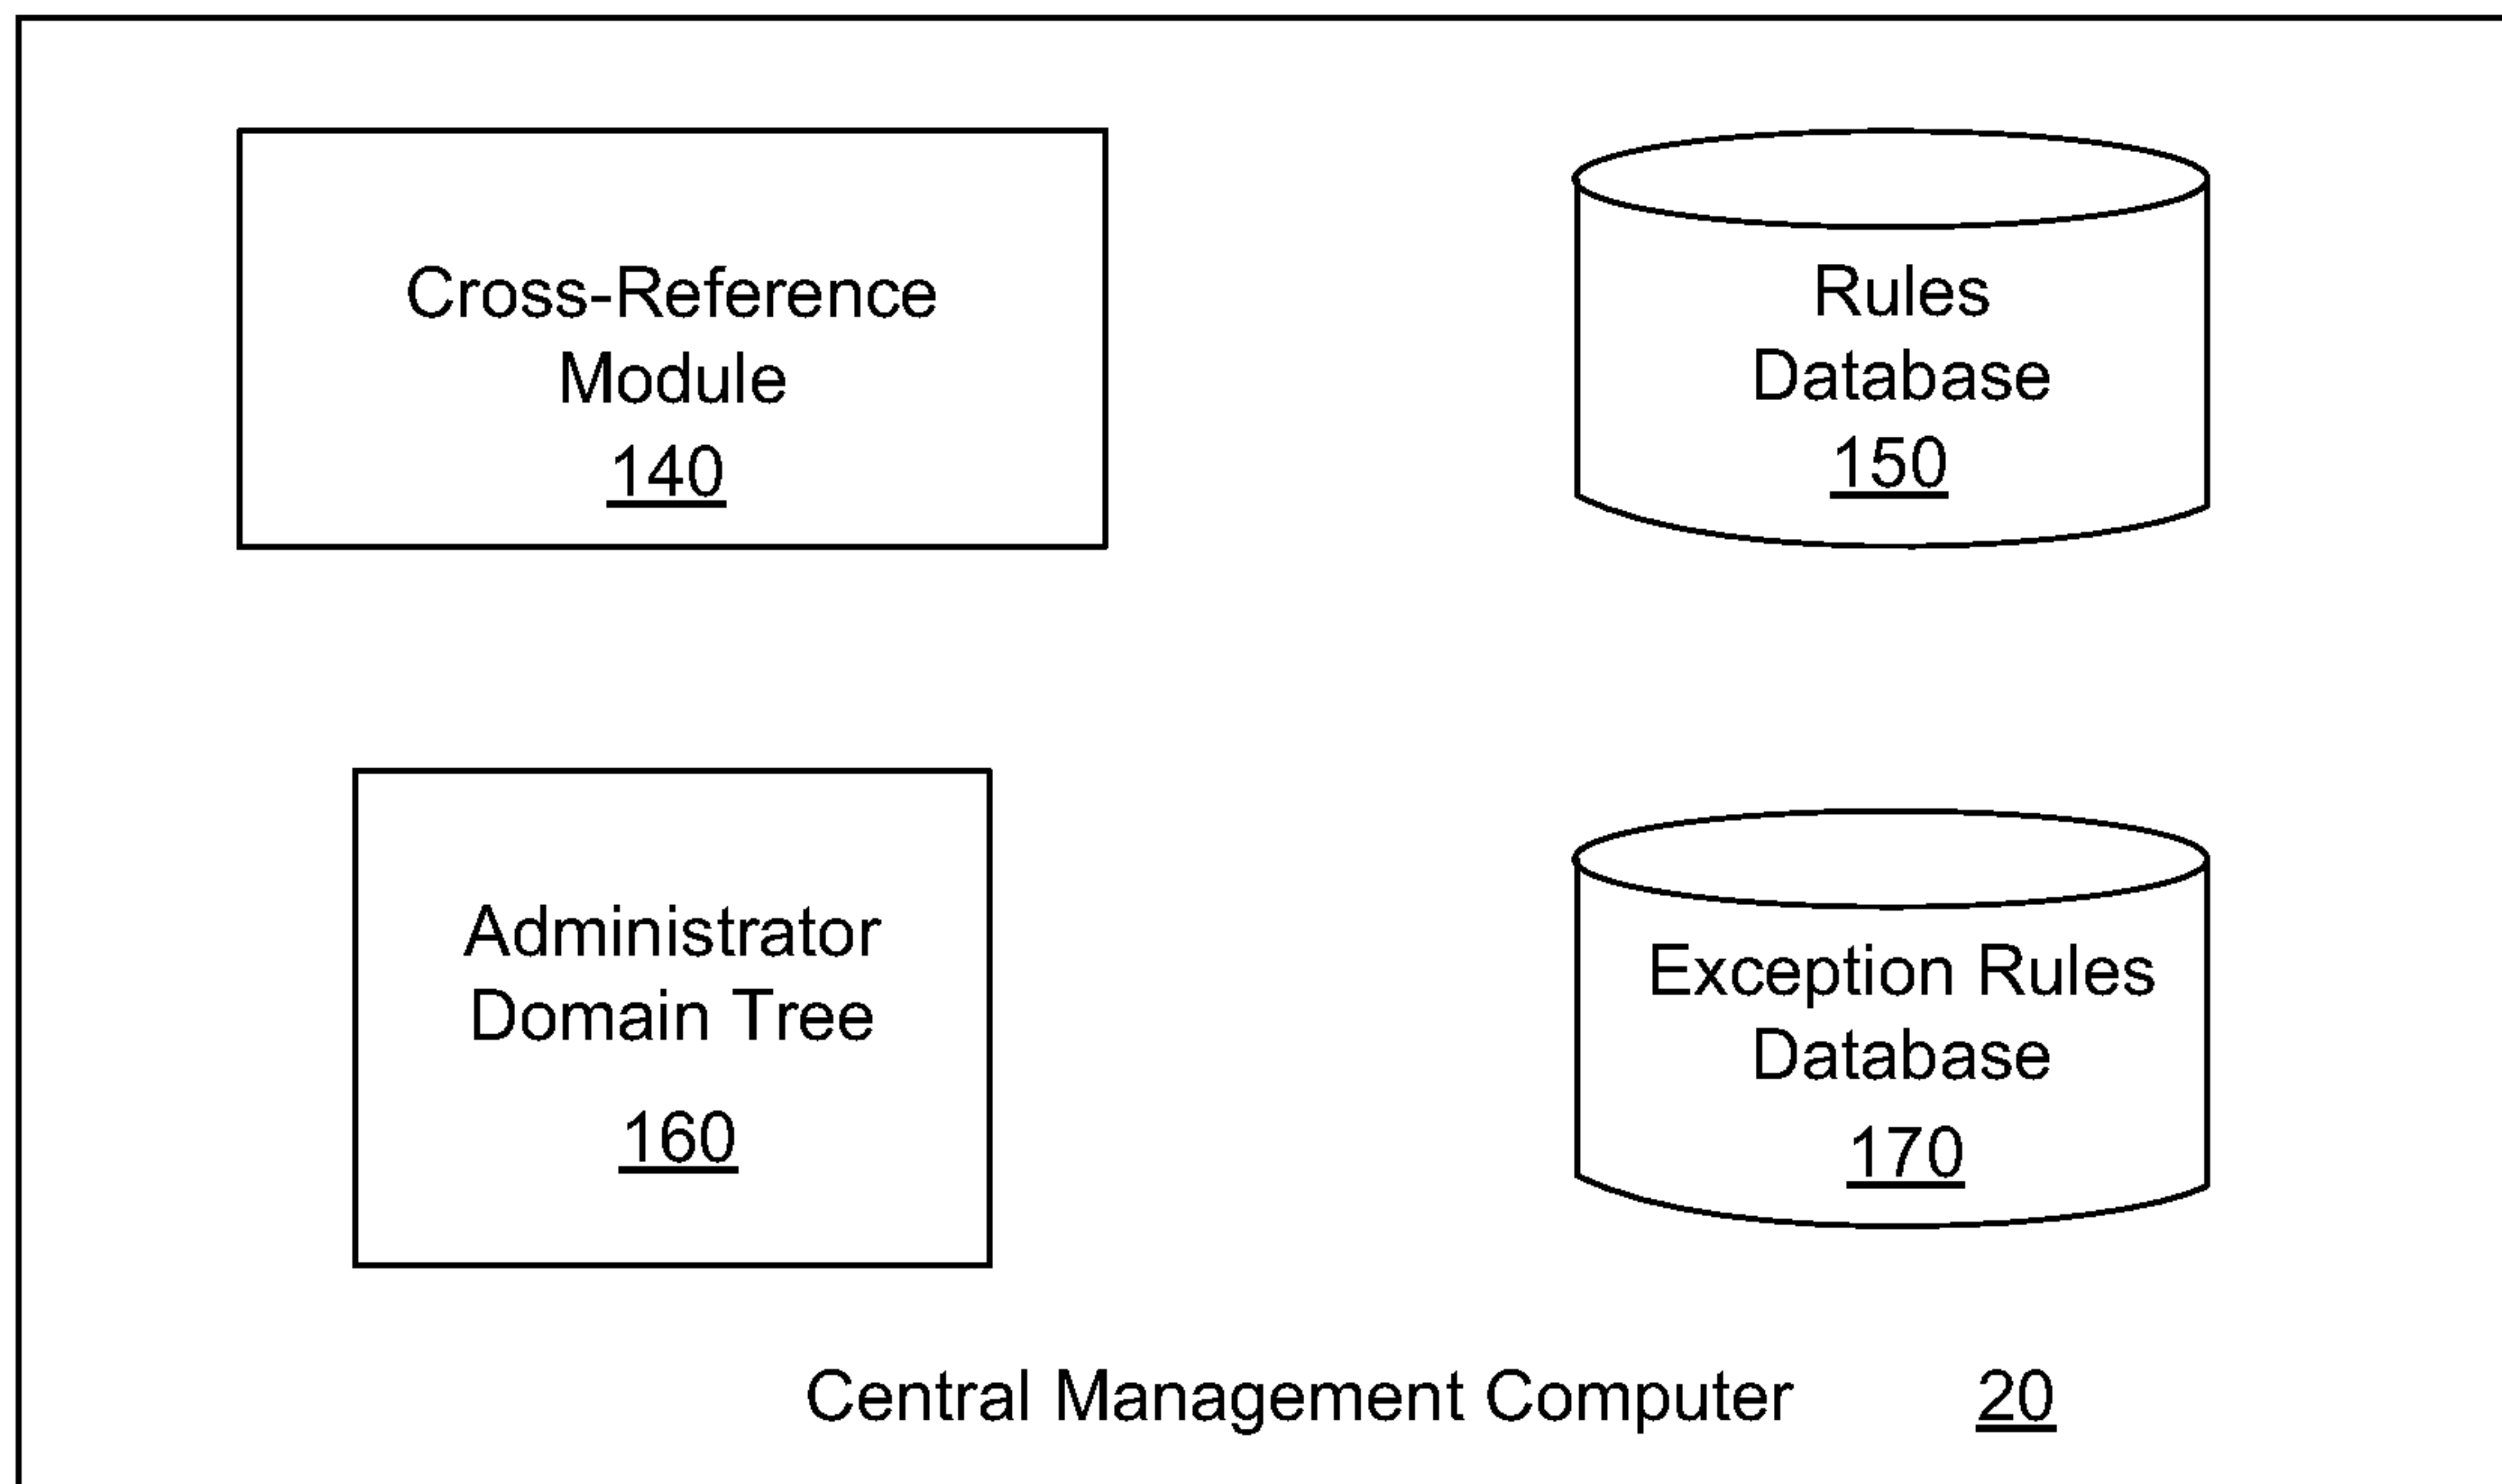 Cross-Reference
Module
140
Rules
Database
150
Administrator
Domain Tree
160
Exception Rules
Database
170
Central Management Computer 20